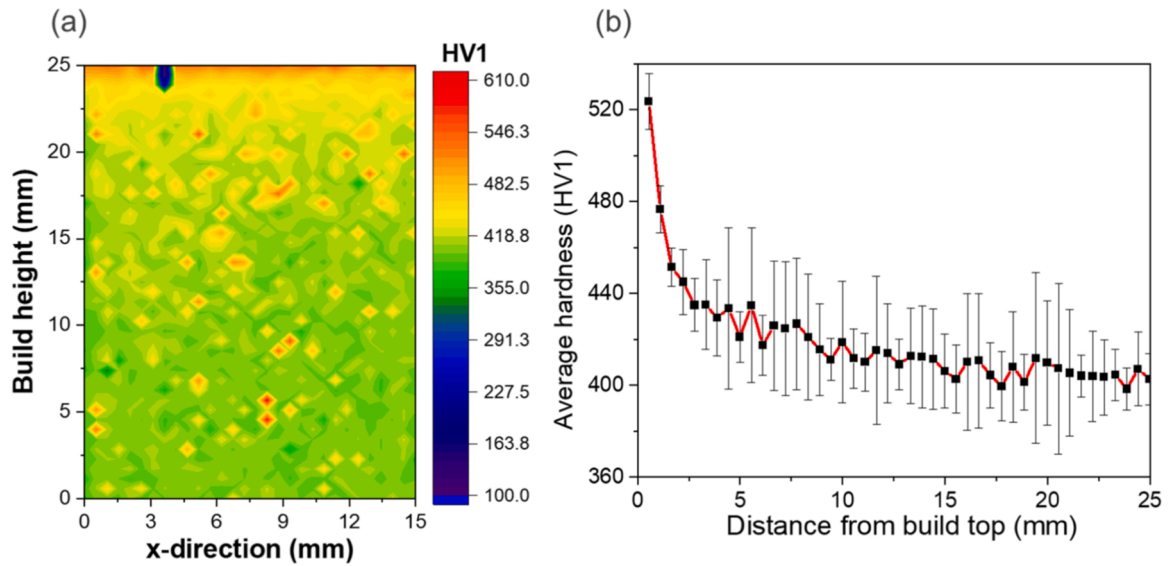 (a)
HV1
25
20
15
10
5
0
Build height (mm)
0 3 6 9 12 15
x-direction (mm)
610.0
546.3
482.5
418.8
355.0
291.3
227.5
163.8
100.0
(b)
520
480
440
400
360
Average hardness (HV1)
0 5 10 15 20 25
Distance from build top (mm)